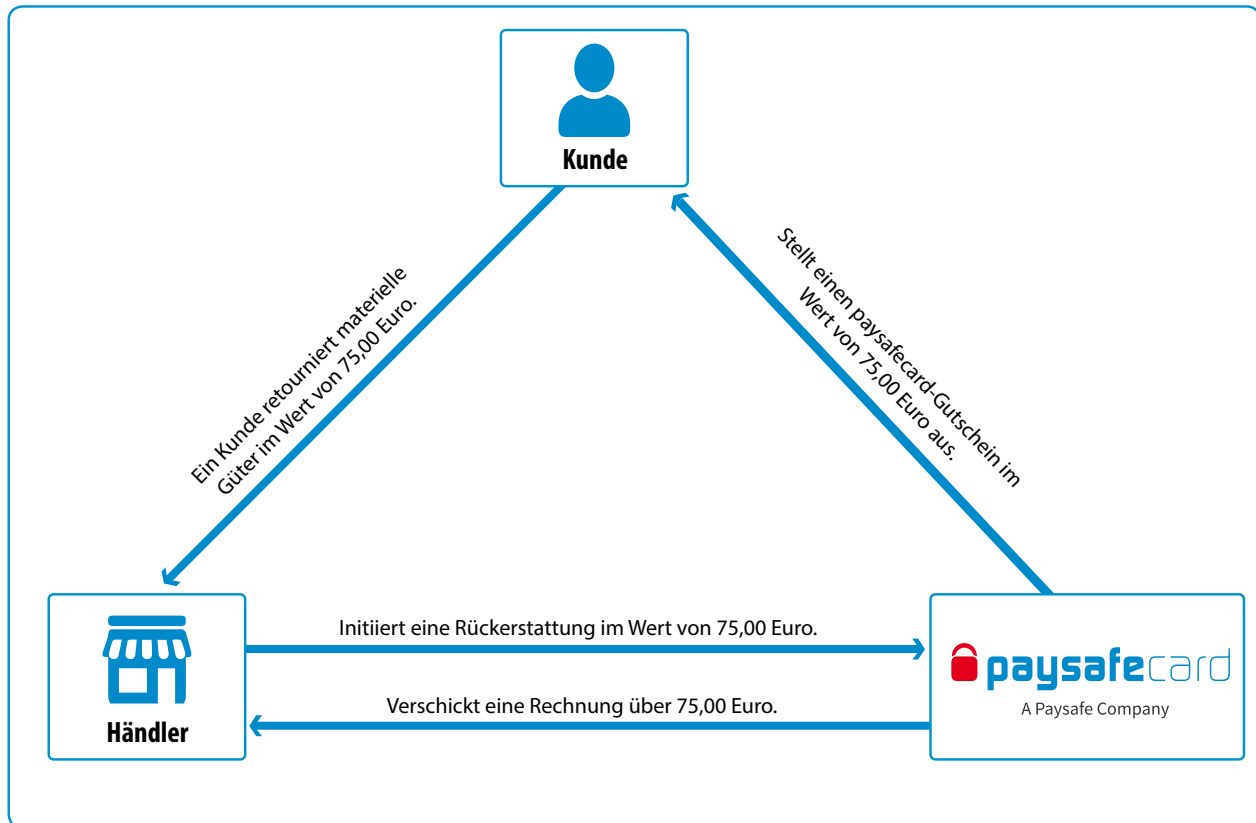 Kunde
Ein Kunde retourniert materielle
Güter im Wert von 75,00 Euro.
Stellt einen paysafecard-Gutschein im
Wert von 75,00 Euro aus.
Händler
Initiiert eine Rückerstattung im Wert von 75,00 Euro.
Verschickt eine Rechnung über 75,00 Euro.
paysafecard
A Paysafe Company